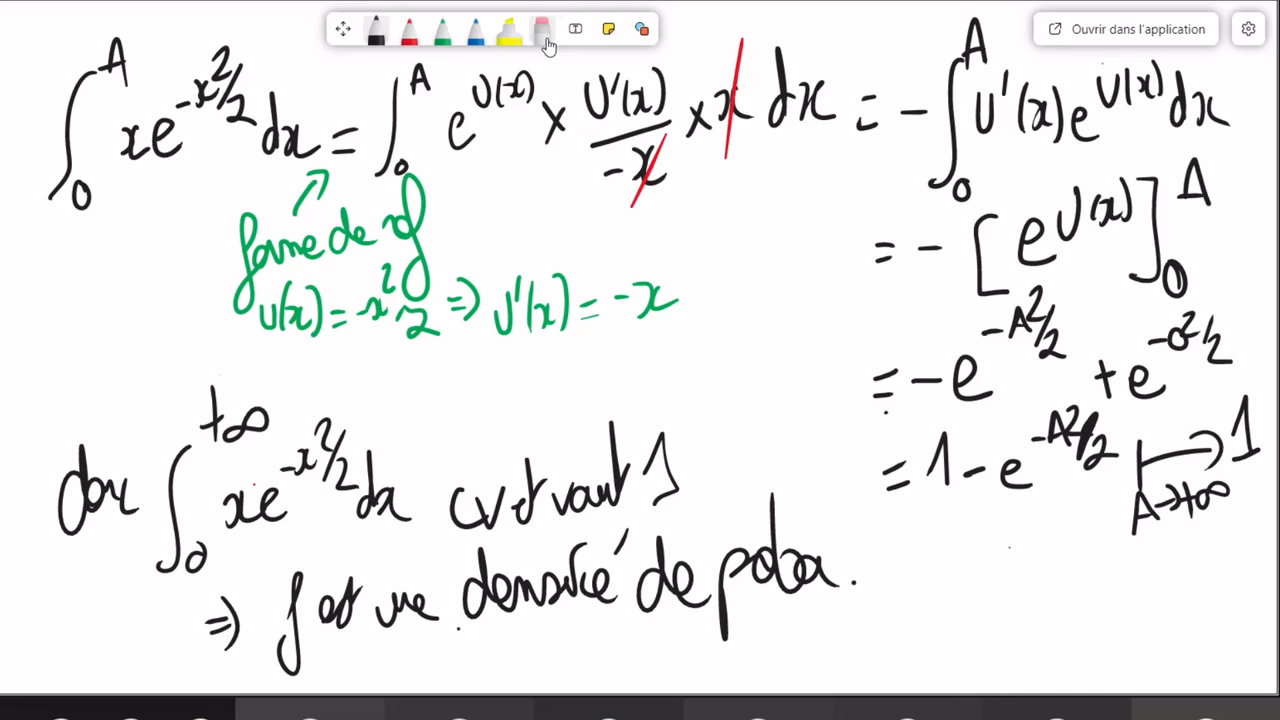 Ouvrir dans l'application
∫₀^A xe^(-x²/2) dx = ∫₀^A e^(U(x)) × U'(x)/(-x) × x dx = - ∫₀^A U'(x) e^(U(x)) dx
forme de
U(x) = -x²/2 ⇒ U'(x) = -x
= - [e^(U(x))]₀^A
= -e^(-A²/2) + e^(-0²/2)
= 1 - e^(-A²/2) ⟼ 1
A→+∞
donc ∫₀^(+∞) xe^(-x²/2) dx cv et vaut 1
⇒ f est une densité de proba.